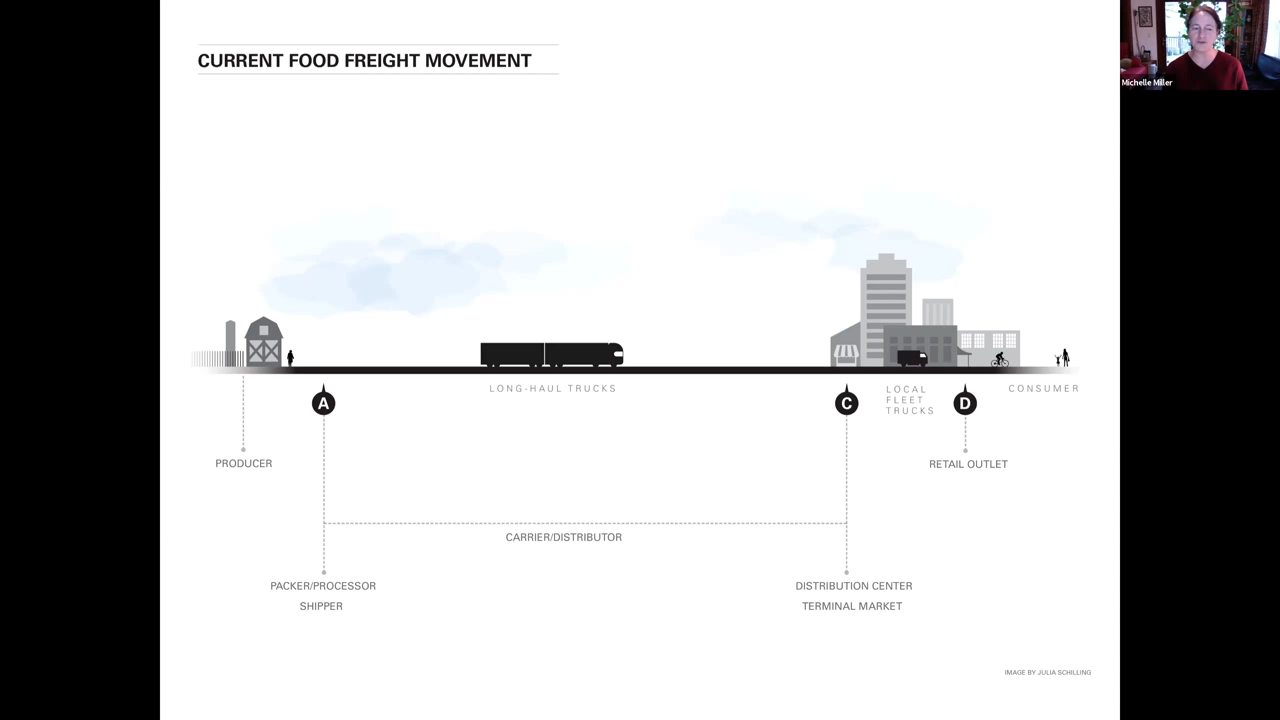 CURRENT FOOD FREIGHT MOVEMENT
Michelle Miller
LONG-HAUL TRUCKS
LOCAL
FLEET
TRUCKS
CONSUMER
A
C
D
PRODUCER
RETAIL OUTLET
CARRIER/DISTRIBUTOR
PACKER/PROCESSOR
SHIPPER
DISTRIBUTION CENTER
TERMINAL MARKET
IMAGE BY JULIA SCHILLING